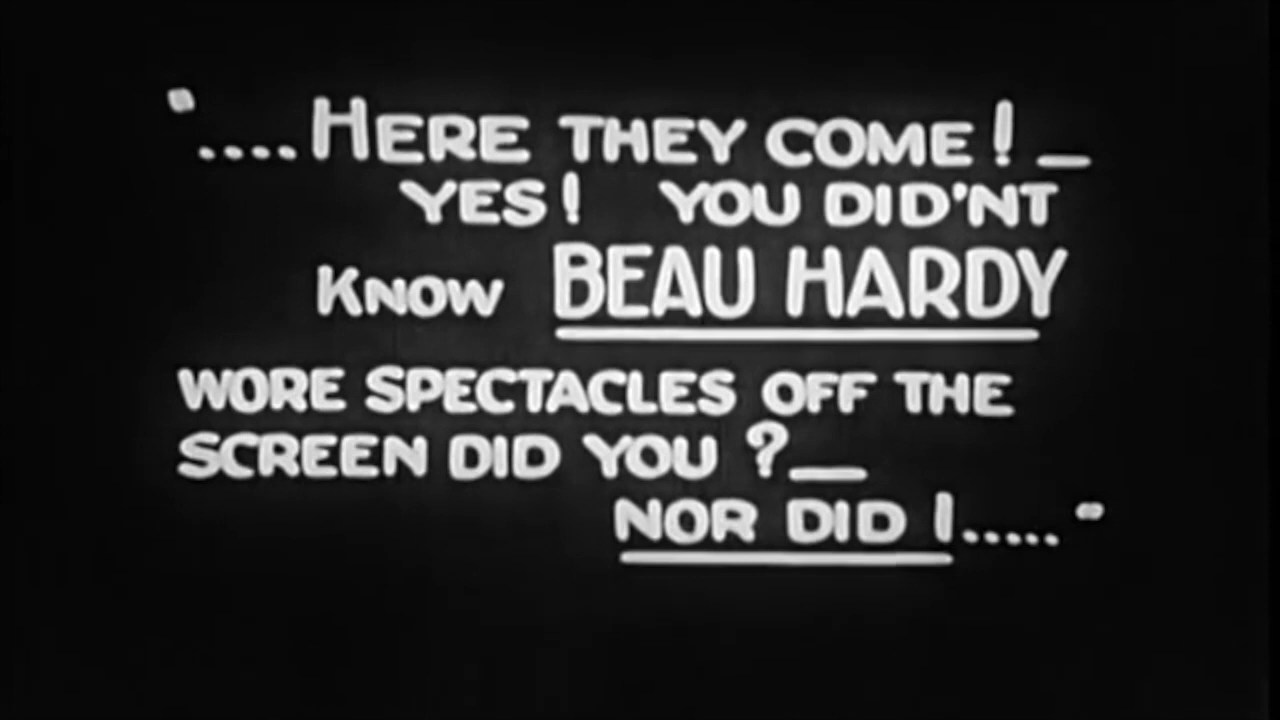 "....HERE THEY COME! _
YES! YOU DID'NT
KNOW BEAU HARDY
WORE SPECTACLES OFF THE
SCREEN DID YOU ?__
NOR DID I....."